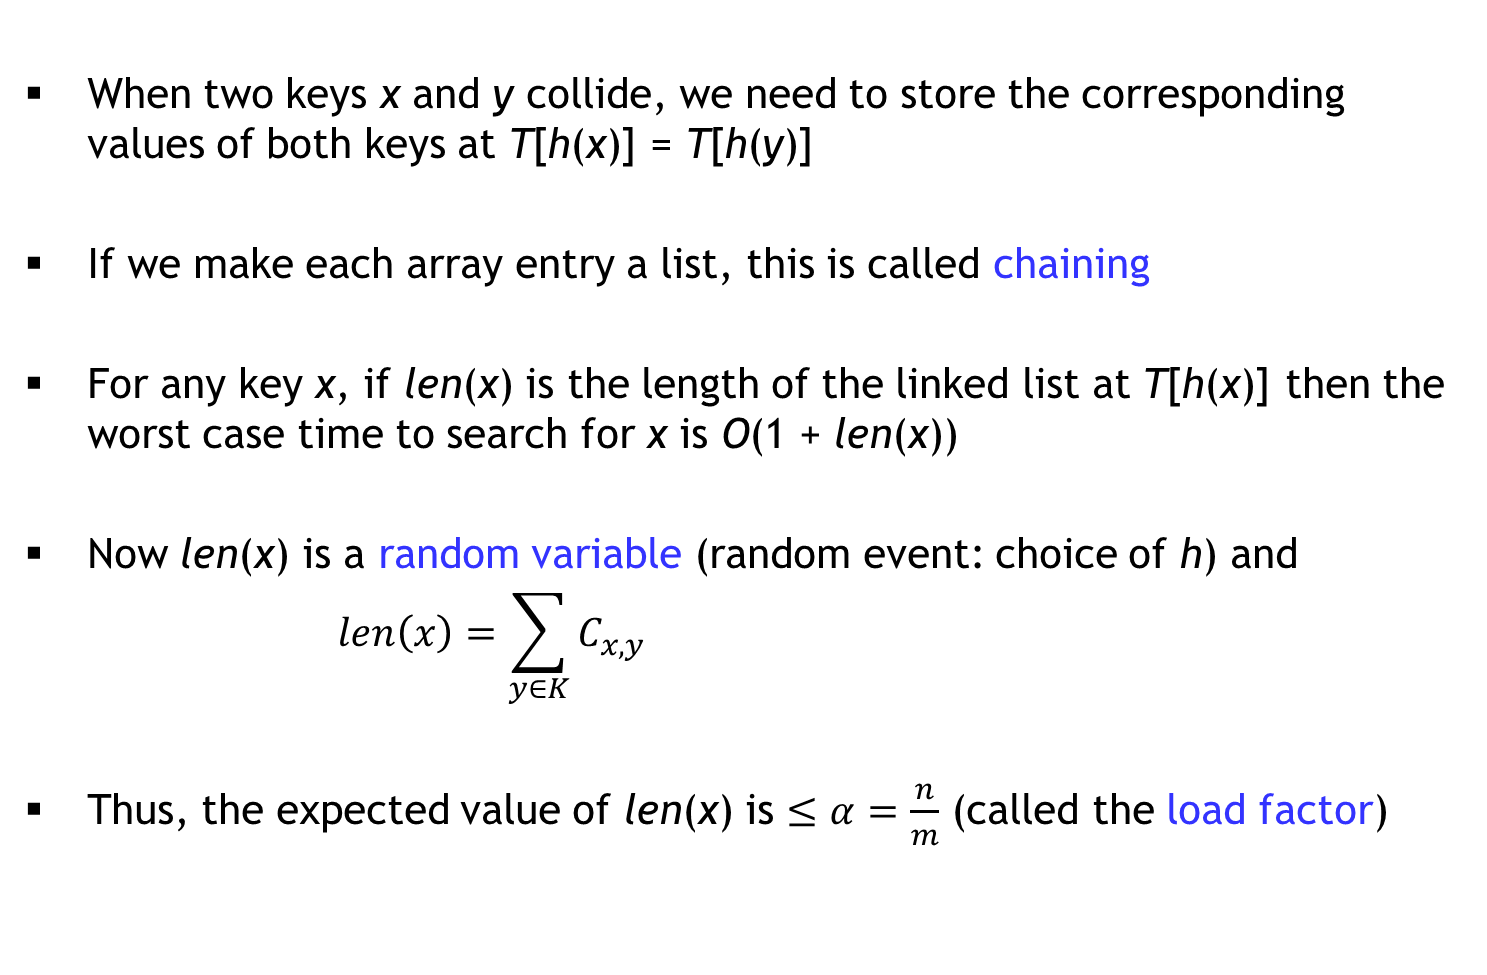 ▪ When two keys x and y collide, we need to store the corresponding
values of both keys at T[h(x)] = T[h(y)]
▪ If we make each array entry a list, this is called chaining
▪ For any key x, if len(x) is the length of the linked list at T[h(x)] then the
worst case time to search for x is O(1 + len(x))
▪ Now len(x) is a random variable (random event: choice of h) and
len(x) = ∑_{y∈K} C_{x,y}
▪ Thus, the expected value of len(x) is ≤ α = n/m (called the load factor)